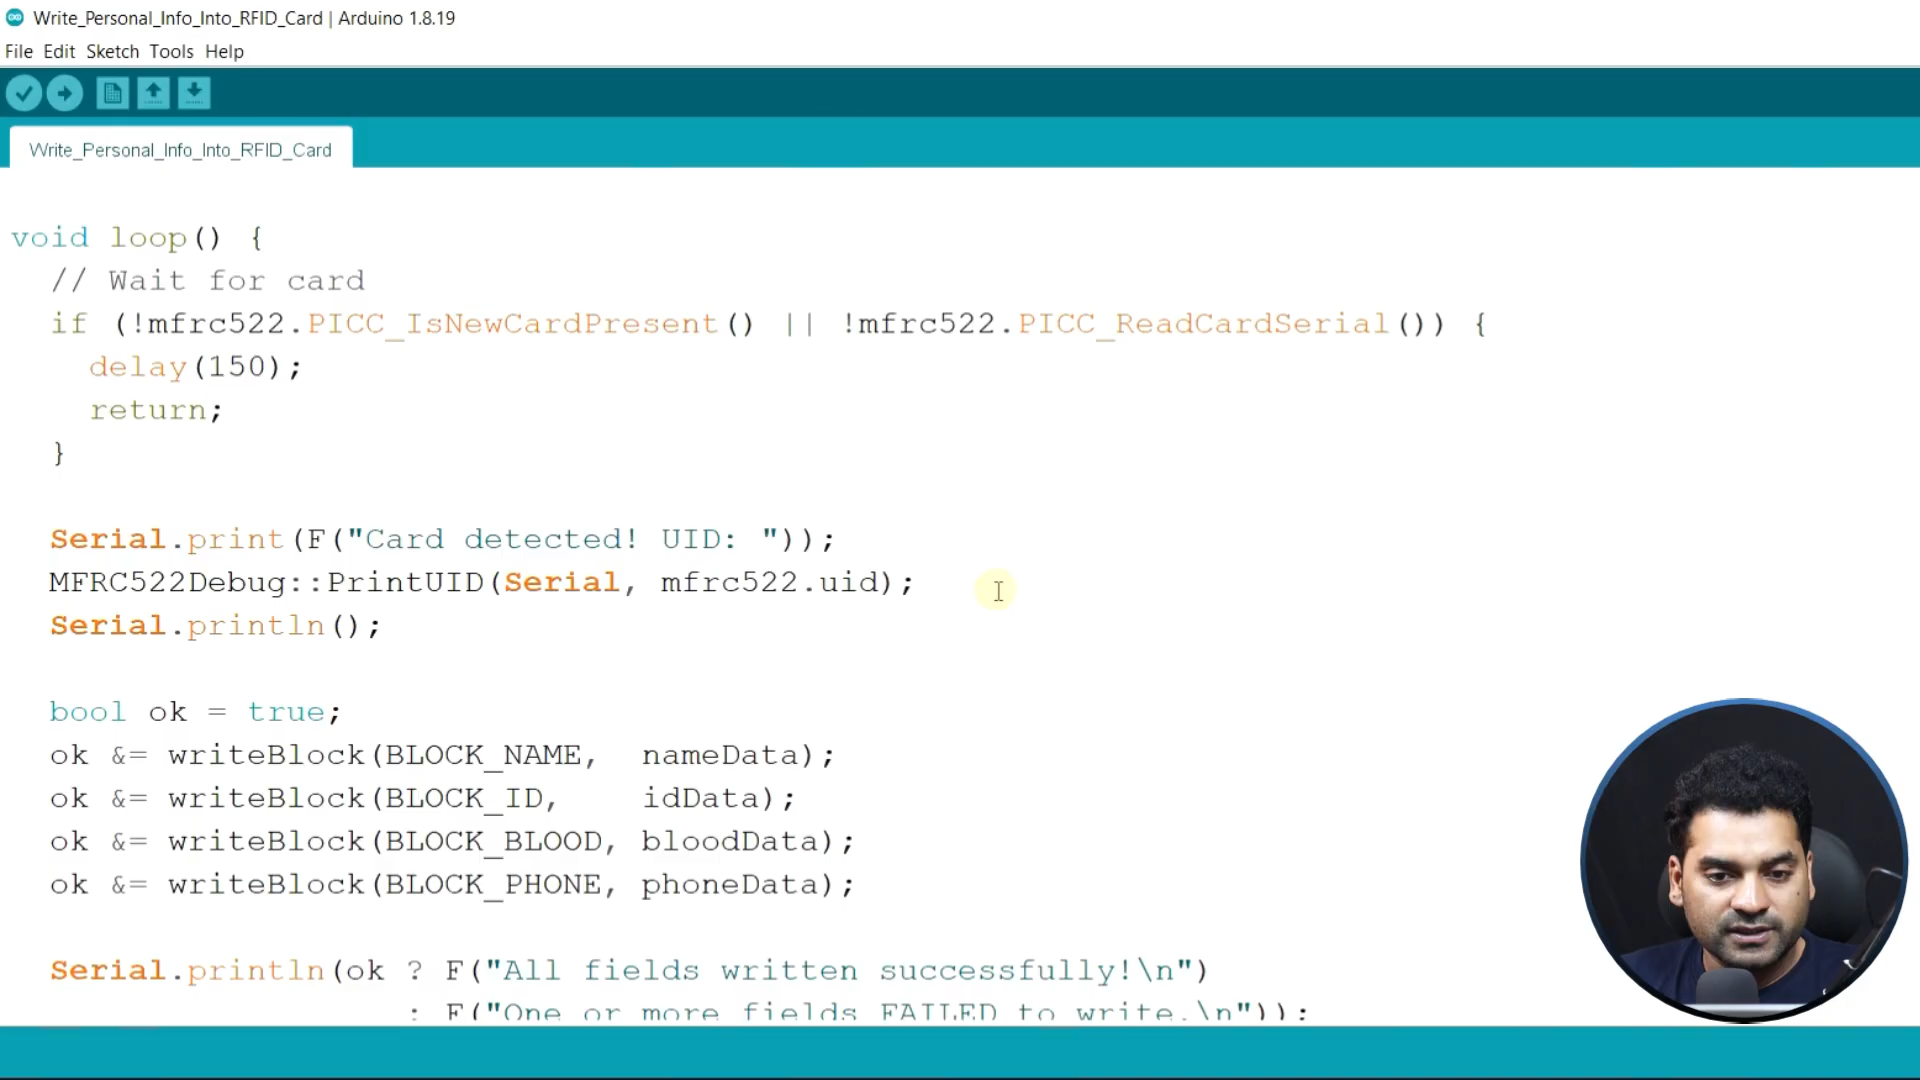 Write_Personal_Info_Into_RFID_Card | Arduino 1.8.19
File Edit Sketch Tools Help
Write_Personal_Info_Into_RFID_Card
void loop() {
// Wait for card
if (!mfrc522.PICC_IsNewCardPresent() || !mfrc522.PICC_ReadCardSerial()) {
delay(150);
return;
}
Serial.print(F("Card detected! UID: "));
MFRC522Debug::PrintUID(Serial, mfrc522.uid);
Serial.println();
bool ok = true;
ok &= writeBlock(BLOCK_NAME, nameData);
ok &= writeBlock(BLOCK_ID, idData);
ok &= writeBlock(BLOCK_BLOOD, bloodData);
ok &= writeBlock(BLOCK_PHONE, phoneData);
Serial.println(ok ? F("All fields written successfully!\n")
: F("One or more fields FAILED to write.\n"));